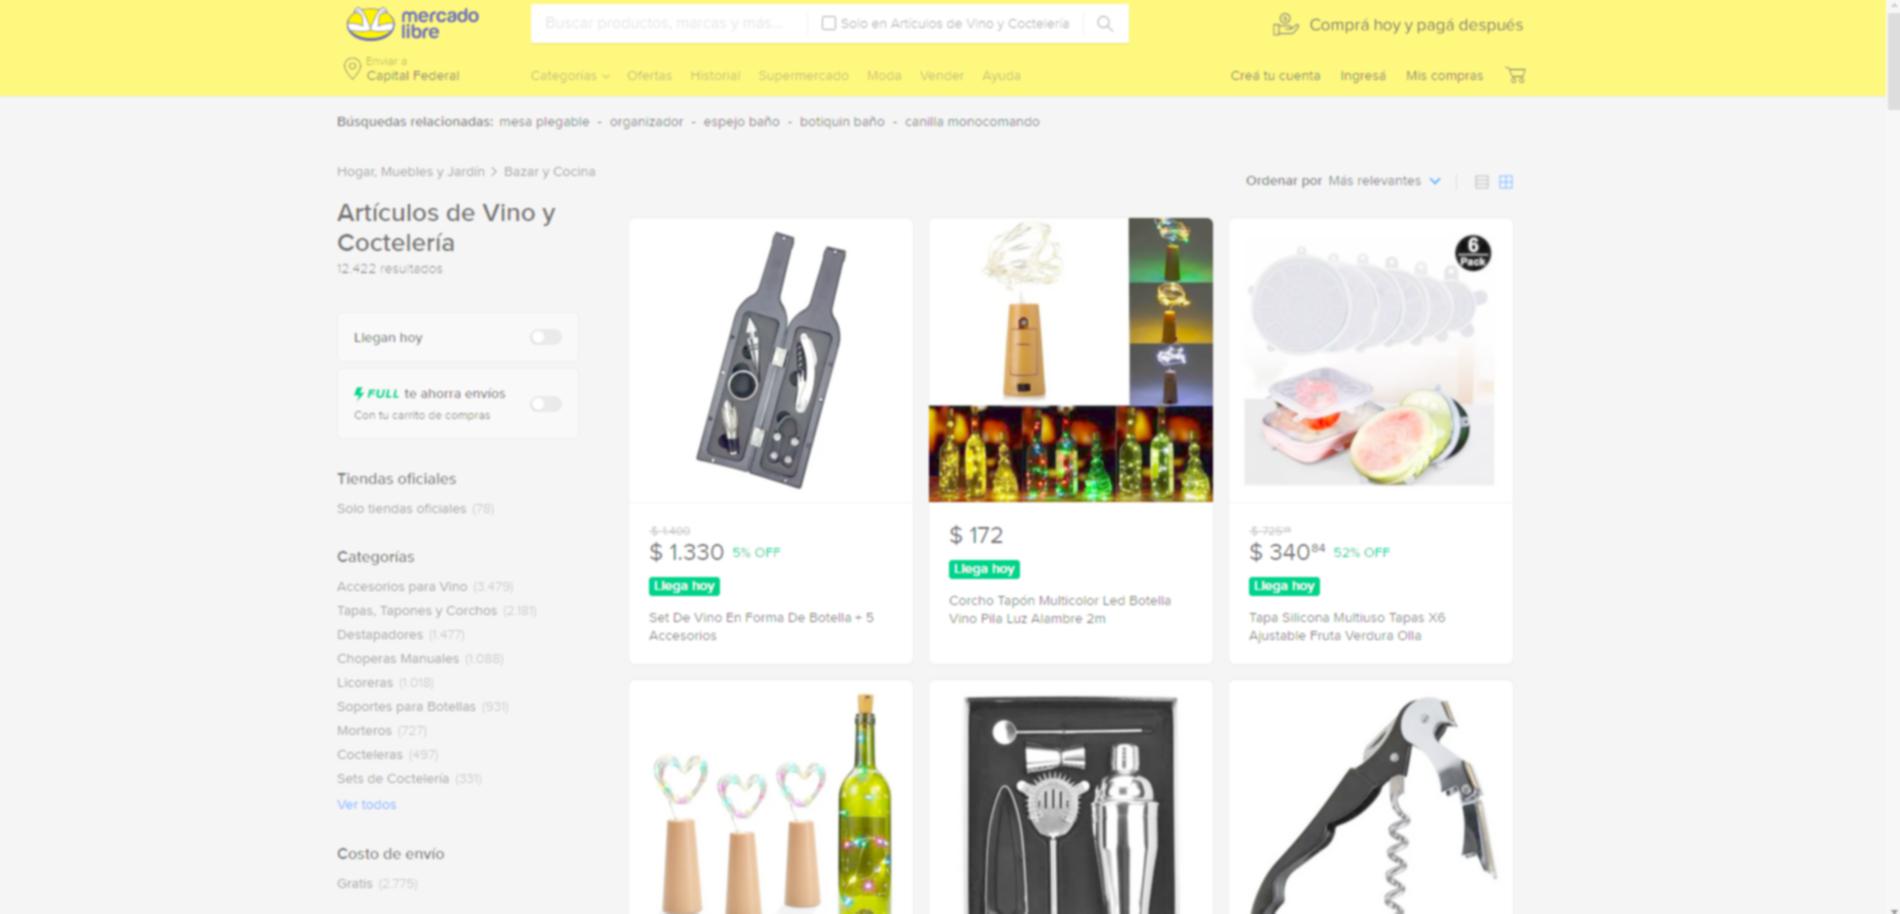 mercado
libre
Buscar productos, marcas y más...
Solo en Artículos de Vino y Coctelería
Comprá hoy y pagá después
Enviar a
Capital Federal
Categorías
Ofertas
Historial
Supermercado
Moda
Vender
Ayuda
Creá tu cuenta
Ingresá
Mis compras
Búsquedas relacionadas: mesa plegable - organizador - espejo baño - botiquin baño - canilla monocomando
Hogar, Muebles y Jardín > Bazar y Cocina
Ordenar por Más relevantes
Artículos de Vino y
Coctelería
12.422 resultados
Llegan hoy
FULL te ahorra envíos
Con tu carrito de compras
Tiendas oficiales
Solo tiendas oficiales (78)
Categorías
Accesorios para Vino (3.479)
Tapas, Tapones y Corchos (2.181)
Destapadores (1.477)
Choperas Manuales (1.088)
Licoreras (1.018)
Soportes para Botellas (931)
Morteros (727)
Cocteleras (497)
Sets de Coctelería (331)
Ver todos
Costo de envío
Gratis (2.775)
$ 1.400
$ 1.330 5% OFF
Llega hoy
Set De Vino En Forma De Botella + 5
Accesorios
$ 172
Llega hoy
Corcho Tapón Multicolor Led Botella
Vino Pila Luz Alambre 2m
6
Pack
$ 725
$ 340 84 52% OFF
Llega hoy
Tapa Silicona Multiuso Tapas X6
Ajustable Fruta Verdura Olla